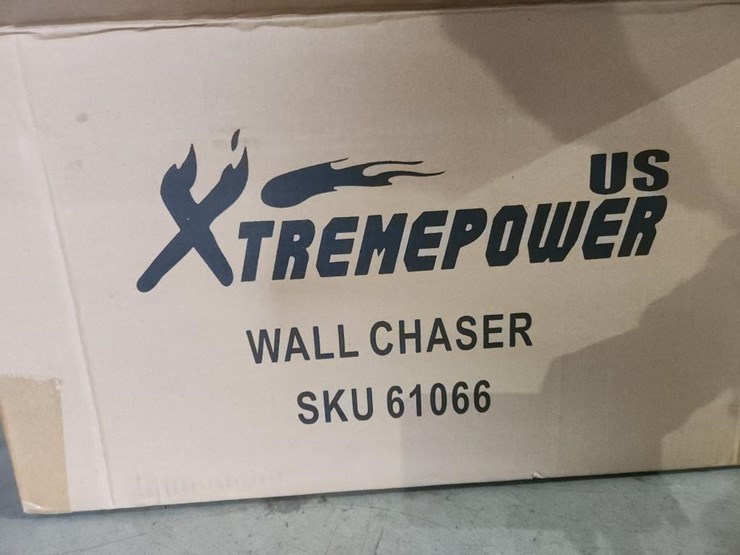 XTREMEPOWER US
WALL CHASER
SKU 61066